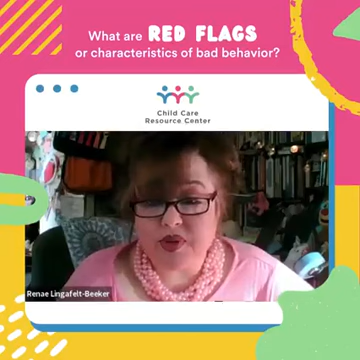 What are RED FLAGS
or characteristics of bad behavior?
Child Care
Resource Center
Renae Lingafelt-Beeker